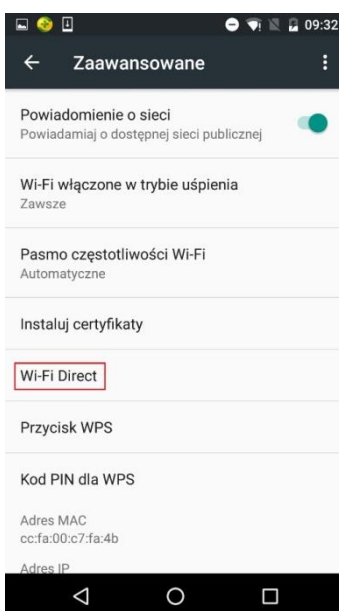 09:32
Zaawansowane
Powiadomienie o sieci
Powiadamiaj o dostępnej sieci publicznej
Wi-Fi włączone w trybie uśpienia
Zawsze
Pasmo częstotliwości Wi-Fi
Automatyczne
Instaluj certyfikaty
Wi-Fi Direct
Przycisk WPS
Kod PIN dla WPS
Adres MAC
cc:fa:00:c7:fa:4b
Adres IP